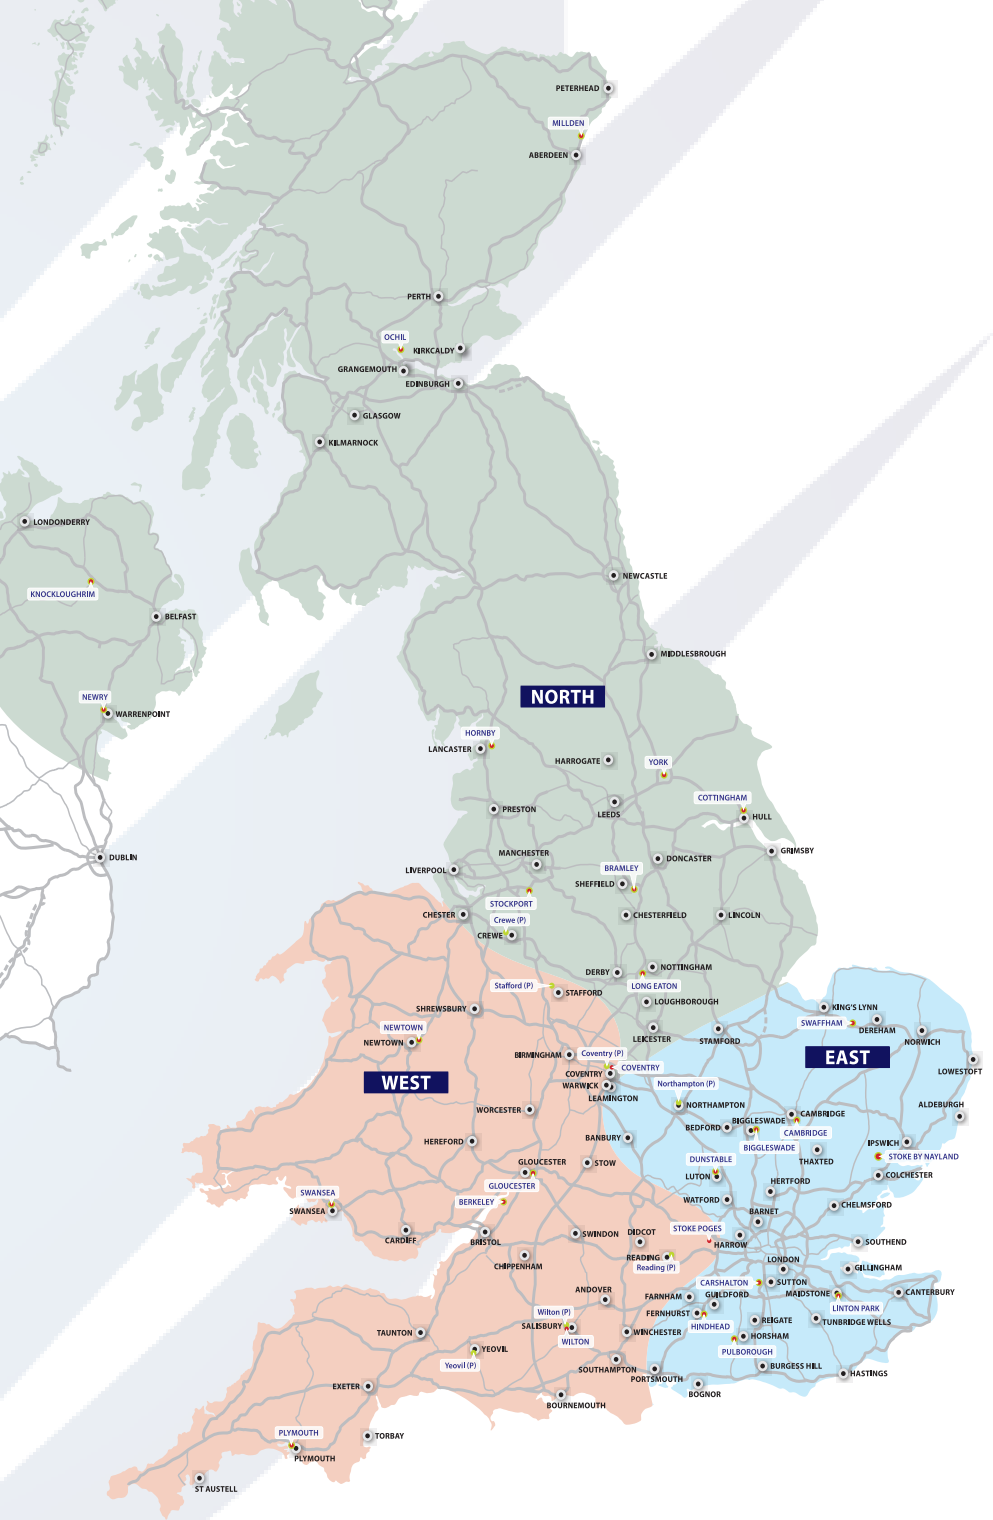 PETERHEAD
MILLDEN
ABERDEEN
PERTH
OCHIL
KIRKCALDY
GRANGEMOUTH
EDINBURGH
GLASGOW
KILMARNOCK
LONDONDERRY
NEWCASTLE
KNOCKLOUGHRIM
BELFAST
MIDDLESBROUGH
NORTH
NEWRY
WARRENPOINT
HORNBY
LANCASTER
HARROGATE
YORK
COTTINGHAM
PRESTON
LEEDS
HULL
MANCHESTER
GRIMSBY
DUBLIN
LIVERPOOL
BRAMLEY
DONCASTER
SHEFFIELD
STOCKPORT
CHESTER
Crewe (P)
CHESTERFIELD
LINCOLN
CREWE
DERBY
NOTTINGHAM
Stafford (P)
STAFFORD
LONG EATON
LOUGHBOROUGH
KING'S LYNN
SHREWSBURY
SWAFFHAM
DEREHAM
NEWTOWN
NEWTOWN
LEICESTER
STAMFORD
NORWICH
BIRMINGHAM
Coventry (P)
EAST
COVENTRY
COVENTRY
LOWESTOFT
WEST
WARWICK
Northampton (P)
LEAMINGTON
NORTHAMPTON
ALDEBURGH
WORCESTER
CAMBRIDGE
BIGGLESWADE
BEDFORD
CAMBRIDGE
HEREFORD
BANBURY
BIGGLESWADE
IPSWICH
GLOUCESTER
STOW
DUNSTABLE
THAXTED
STOKE BY NAYLAND
LUTON
COLCHESTER
GLOUCESTER
HERTFORD
SWANSEA
BERKELEY
WATFORD
CHELMSFORD
SWANSEA
BARNET
STOKE POGES
CARDIFF
BRISTOL
SWINDON
DIDCOT
HARROW
SOUTHEND
CHIPPENHAM
READING
LONDON
Reading (P)
GILLINGHAM
CARSHALTON
SUTTON
ANDOVER
FARNHAM
GUILDFORD
MAIDSTONE
CANTERBURY
Wilton (P)
FERNHURST
LINTON PARK
SALISBURY
HINDHEAD
REIGATE
TUNBRIDGE WELLS
TAUNTON
WILTON
WINCHESTER
HORSHAM
YEOVIL
PULBOROUGH
Yeovil (P)
SOUTHAMPTON
BURGESS HILL
PORTSMOUTH
HASTINGS
EXETER
BOGNOR
BOURNEMOUTH
PLYMOUTH
TORBAY
PLYMOUTH
ST AUSTELL